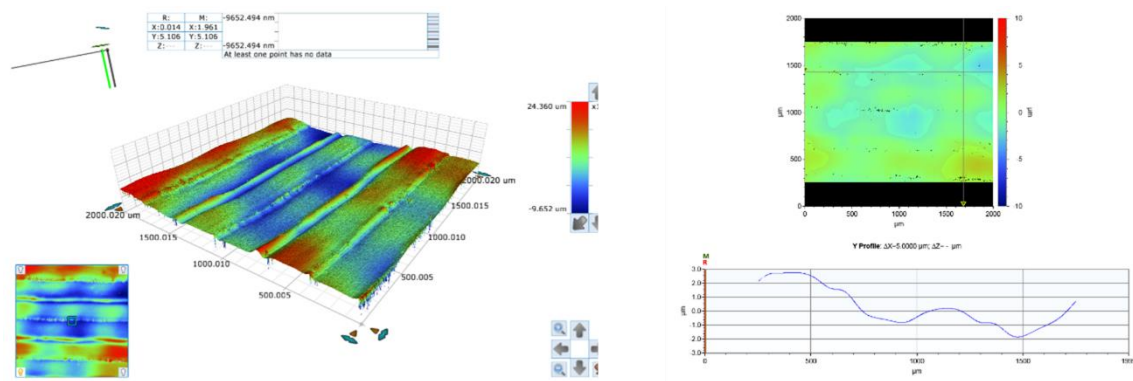 R: M:
X:0.014 X:1.961
Y:5.106 Y:5.106
Z:--- Z:---
-9652.494 nm
-9652.494 nm
At least one point has no data
24.360 um x:
-9.652 um
2000.020 um
1500.015
1000.010
500.005
2000.020 um
1500.015
1000.010
500.005
2000
1500
1000
500
0
µm
0 500 1000 1500 2000
µm
10
5
0
-5
-10
µm
Y Profile: ΔX=0.0000 µm; ΔZ=-- µm
M
R
3.0
2.0
1.0
0.0
-1.0
-2.0
µm
0 500 1000 1500 1999
µm